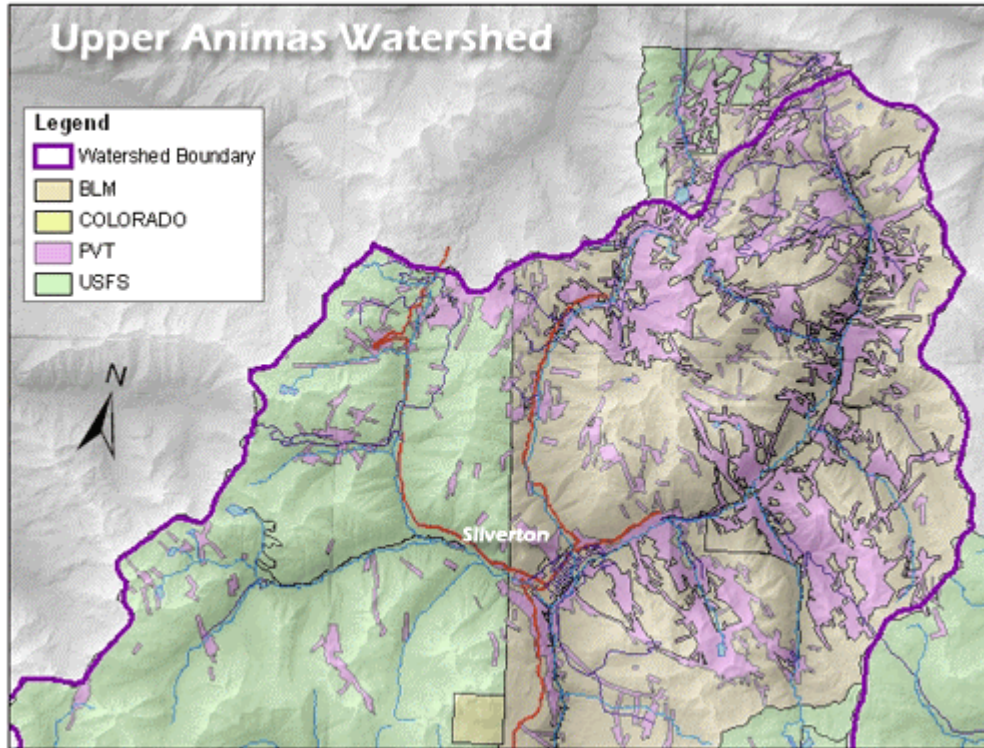 Upper Animas Watershed
Legend
Watershed Boundary
BLM
COLORADO
PVT
USFS
N
Silverton